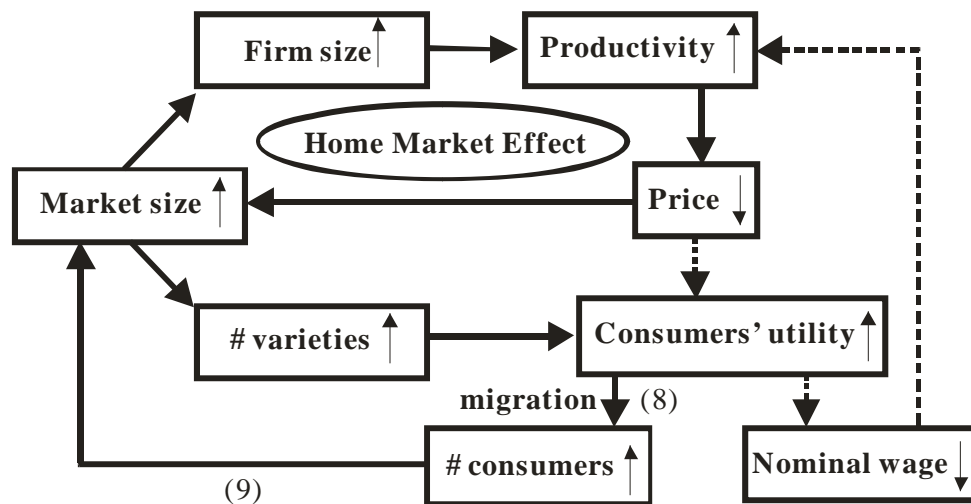 Firm size
Productivity
Home Market Effect
Market size
Price
# varieties
Consumers' utility
migration (8)
# consumers
Nominal wage
(9)